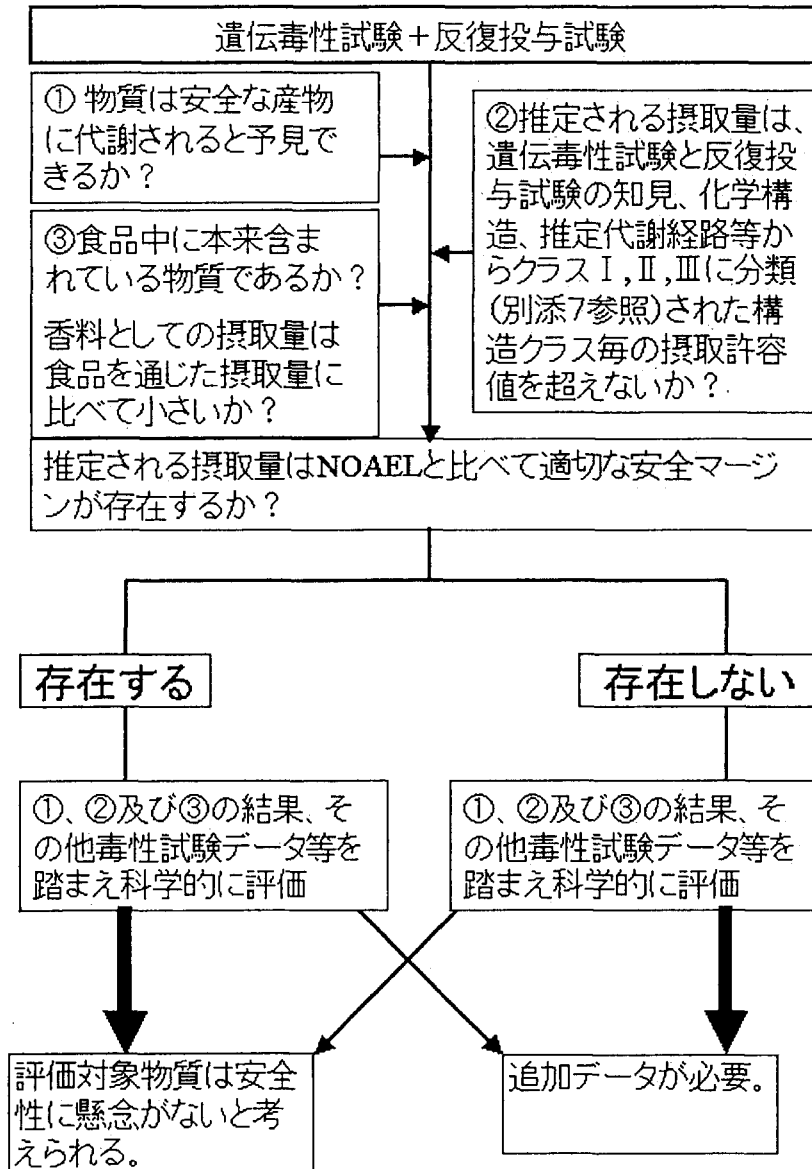 遺伝毒性試験＋反復投与試験
① 物質は安全な産物
に代謝されると予見で
きるか？
②推定される摂取量は、
遺伝毒性試験と反復投
与試験の知見、化学構
造、推定代謝経路等か
らクラスⅠ,Ⅱ,Ⅲに分類
(別添7参照)された構
造クラス毎の摂取許容
値を超えないか？
③食品中に本来含ま
れている物質であるか？
香料としての摂取量は
食品を通じた摂取量に
比べて小さいか？
推定される摂取量はNOAELと比べて適切な安全マージ
ンが存在するか？
存在する
存在しない
①、②及び③の結果、そ
の他毒性試験データ等を
踏まえ科学的に評価
①、②及び③の結果、そ
の他毒性試験データ等を
踏まえ科学的に評価
評価対象物質は安全
性に懸念がないと考
えられる。
追加データが必要。